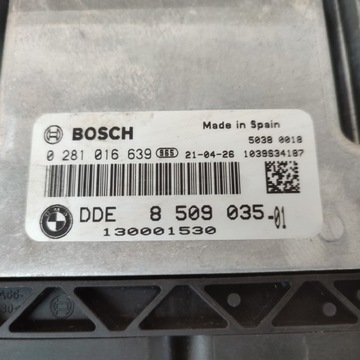 BOSCH
Made in Spain
5038 0018
0 281 016 639 965 21-04-26 1039S34187
DDE 8 509 035-01
130001530